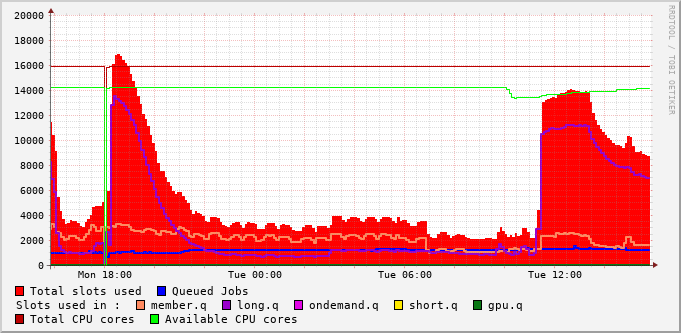 20000
18000
16000
14000
12000
10000
8000
6000
4000
2000
0
Mon 18:00 Tue 00:00 Tue 06:00 Tue 12:00
RRDTOOL / TOBI OETIKER
Total slots used Queued Jobs
Slots used in : member.q long.q ondemand.q short.q gpu.q
Total CPU cores Available CPU cores